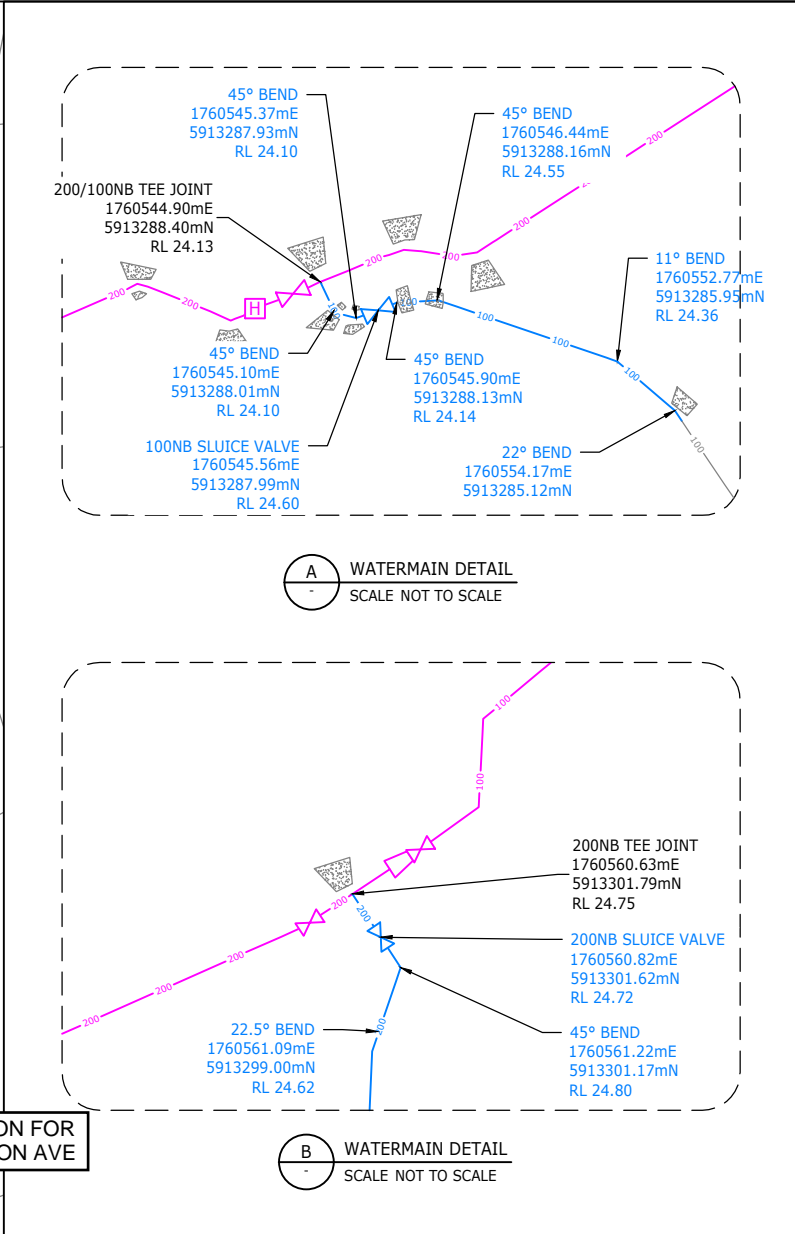 45° BEND
1760545.37mE
5913287.93mN
RL 24.10
45° BEND
1760546.44mE
5913288.16mN
RL 24.55
200/100NB TEE JOINT
1760544.90mE
5913288.40mN
RL 24.13
11° BEND
1760552.77mE
5913285.95mN
RL 24.36
45° BEND
1760545.10mE
5913288.01mN
RL 24.10
45° BEND
1760545.90mE
5913288.13mN
RL 24.14
100NB SLUICE VALVE
1760545.56mE
5913287.99mN
RL 24.60
22° BEND
1760554.17mE
5913285.12mN
200
200
200
200
200
200
H
100
100
100
100
100
100
A
-
WATERMAIN DETAIL
SCALE NOT TO SCALE
100
100
200NB TEE JOINT
1760560.63mE
5913301.79mN
RL 24.75
200
200
200
200
200
200NB SLUICE VALVE
1760560.82mE
5913301.62mN
RL 24.72
200
22.5° BEND
1760561.09mE
5913299.00mN
RL 24.62
45° BEND
1760561.22mE
5913301.17mN
RL 24.80
ON FOR
ON AVE
B
-
WATERMAIN DETAIL
SCALE NOT TO SCALE